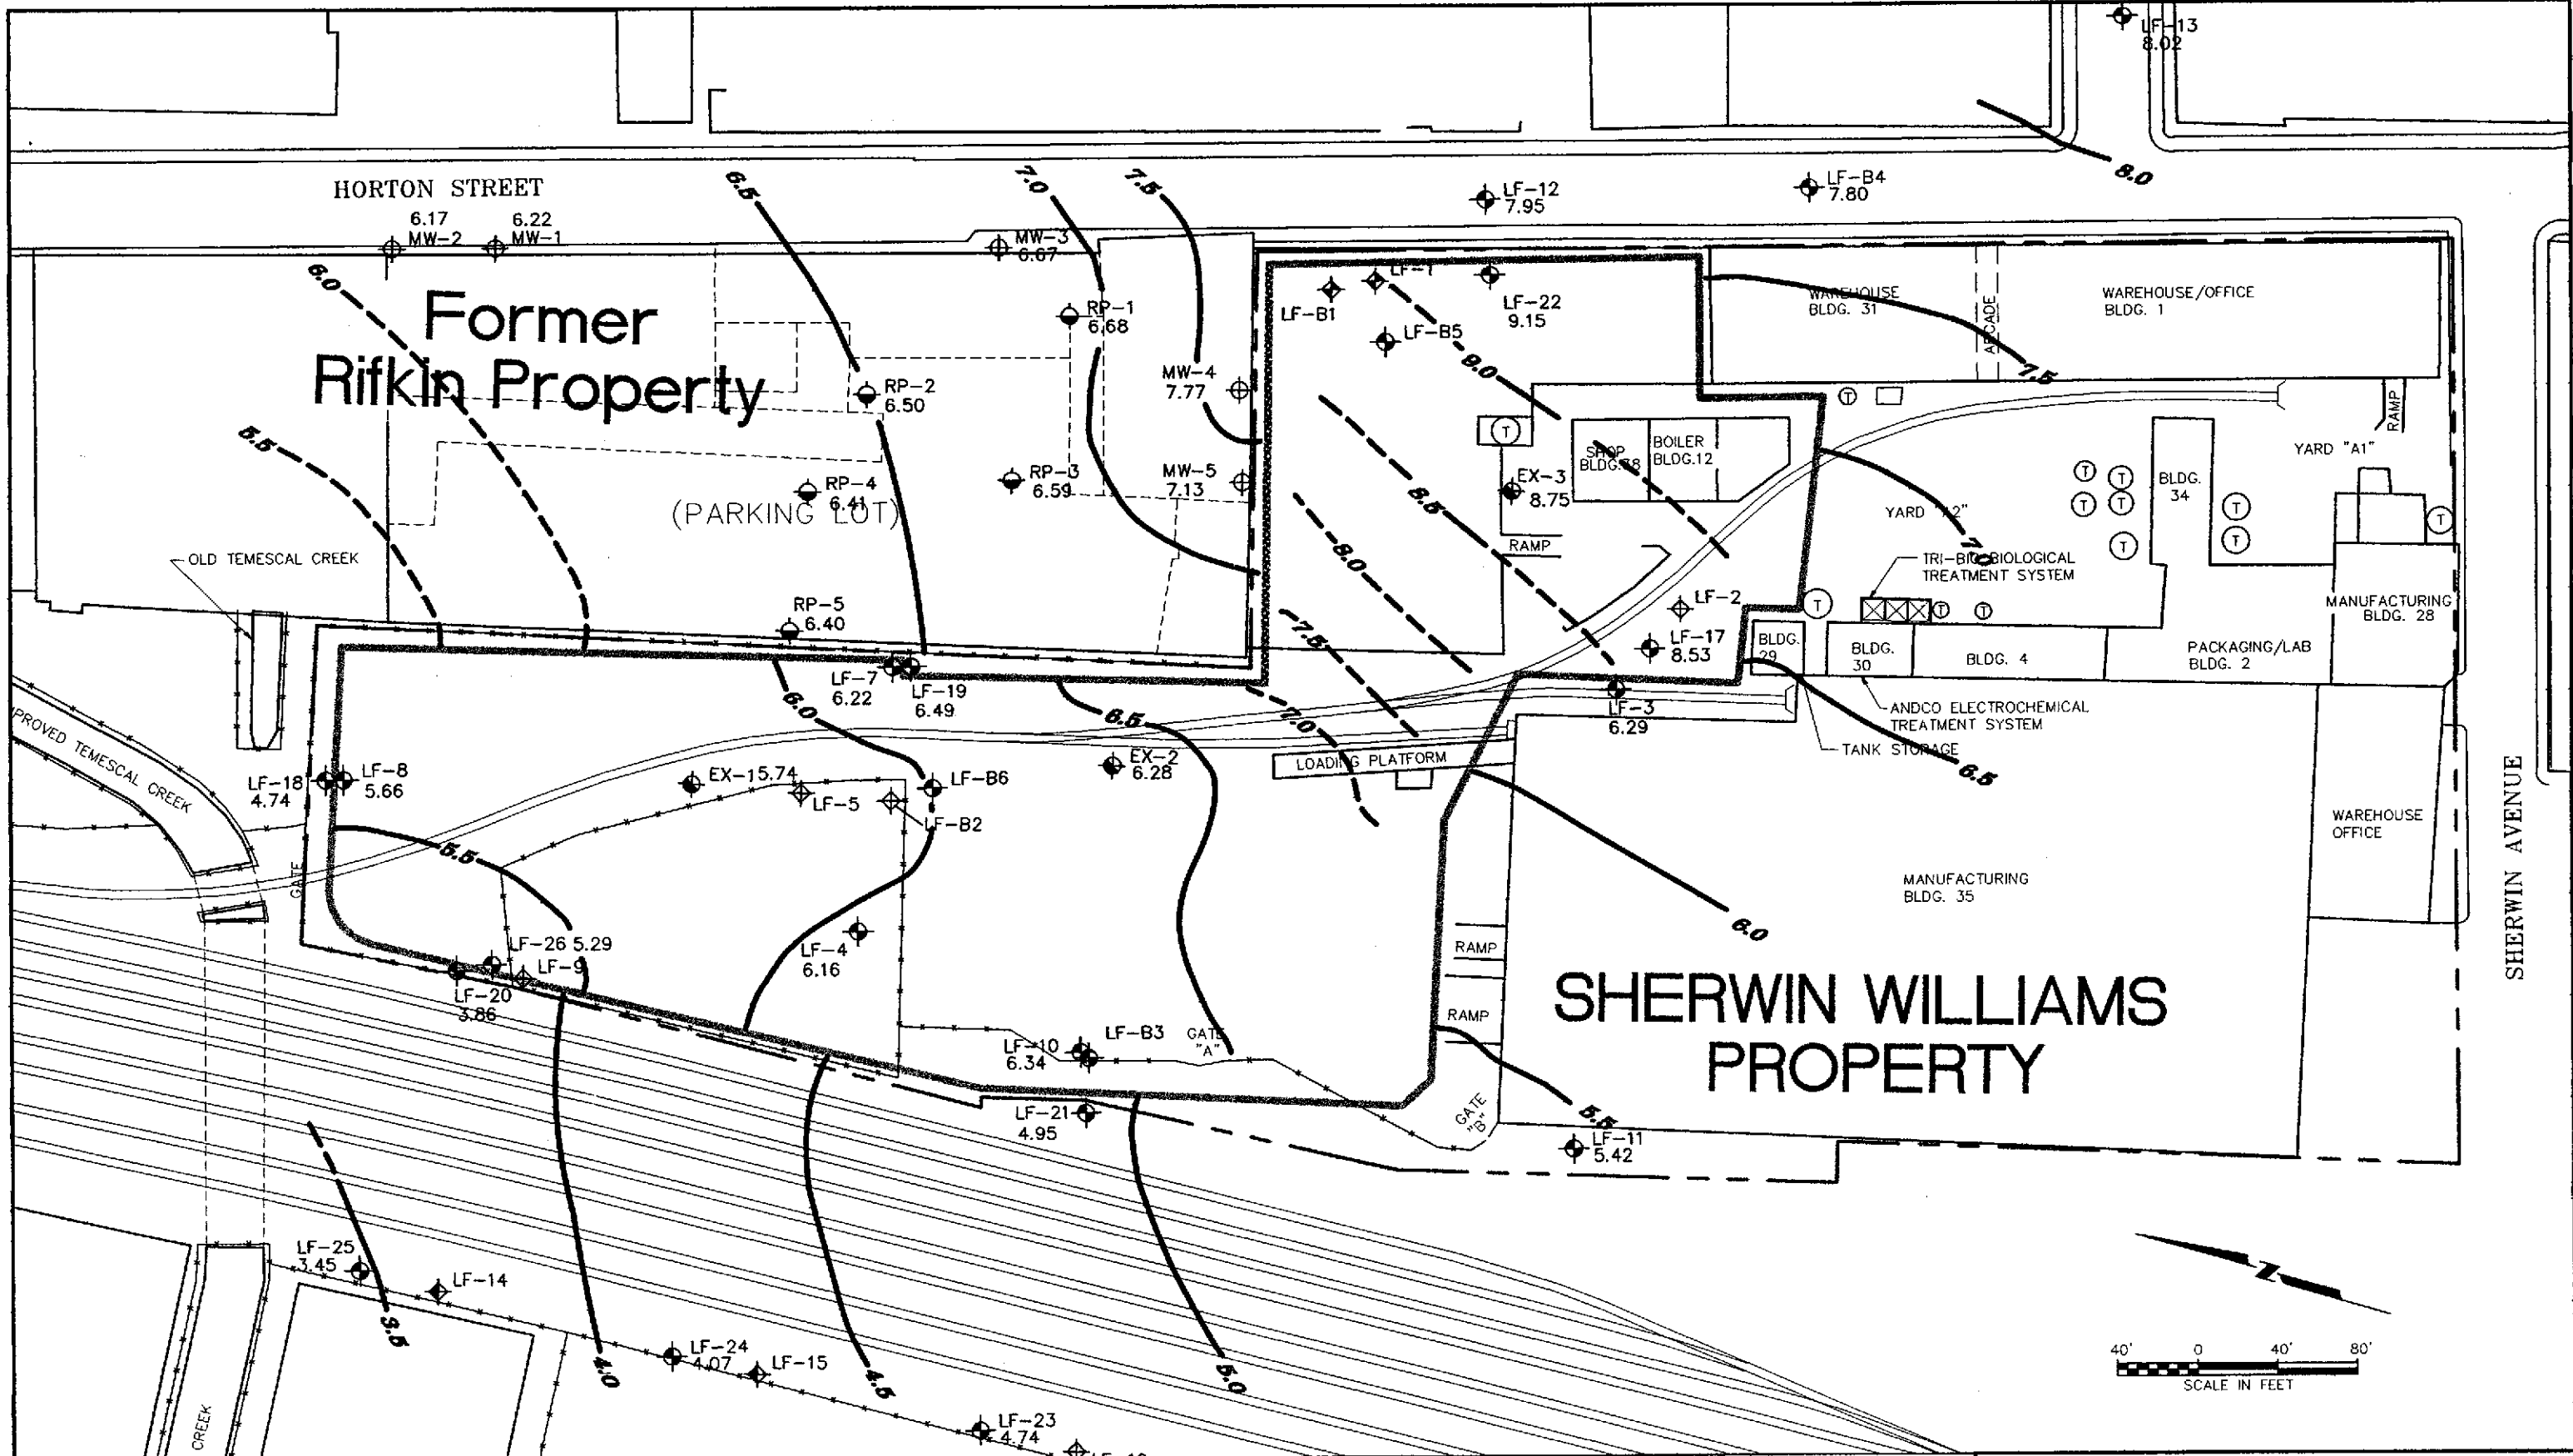 LF-13
8.02
HORTON STREET
6.17
MW-2
6.22
MW-1
6.5
7.0
7.5
MW-3
6.67
LF-12
7.95
LF-B4
7.80
8.0
6.0
Former
Rifkin Property
RP-1
6.68
MW-4
7.77
LF-B1
LF-1
LF-B5
LF-22
9.15
9.0
WAREHOUSE
BLDG. 31
ARCADE
WAREHOUSE/OFFICE
BLDG. 1
7.5
RAMP
RP-2
6.50
5.5
RP-4
6.41
(PARKING LOT)
RP-3
6.59
MW-5
7.13
8.5
T
EX-3
8.75
SHOP
BLDG.
BOILER
BLDG.12
RAMP
8.0
T
YARD "A1"
YARD "A2"
7.0
T
T
T
T
T
BLDG.
34
T
T
T
OLD TEMESCAL CREEK
TRI-BIO BIOLOGICAL
TREATMENT SYSTEM
T
T
T
RP-5
6.40
7.5
LF-2
LF-17
8.53
BLDG.
29
BLDG.
30
BLDG. 4
PACKAGING/LAB
BLDG. 2
MANUFACTURING
BLDG. 28
LF-7
6.22
LF-19
6.49
6.0
6.5
7.0
LF-3
6.29
ANDCO ELECTROCHEMICAL
TREATMENT SYSTEM
TANK STORAGE
6.5
PROVED TEMESCAL CREEK
LF-18
4.74
LF-8
5.66
EX-1 5.74
LF-5
LF-B2
LF-B6
EX-2
6.28
LOADING PLATFORM
WAREHOUSE
OFFICE
SHERWIN AVENUE
GATE
5.5
MANUFACTURING
BLDG. 35
6.0
LF-26 5.29
LF-9
LF-20
3.86
LF-4
6.16
RAMP
RAMP
LF-10
6.34
LF-B3
GATE
"A"
SHERWIN WILLIAMS
PROPERTY
LF-21
4.95
GATE
"B"
5.5
LF-11
5.42
LF-25
3.45
LF-14
3.5
4.0
LF-24
4.07
LF-15
4.5
5.0
LF-23
4.74
CREEK
Z
40'
0
40'
80'
SCALE IN FEET